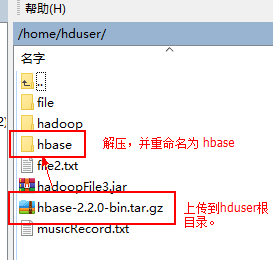 帮助(H)
/home/hduser/
名字
..
file
hadoop
hbase
解压，并重命名为 hbase
file2.txt
hadoopFile3.jar
hbase-2.2.0-bin.tar.gz
上传到hduser根
目录。
musicRecord.txt